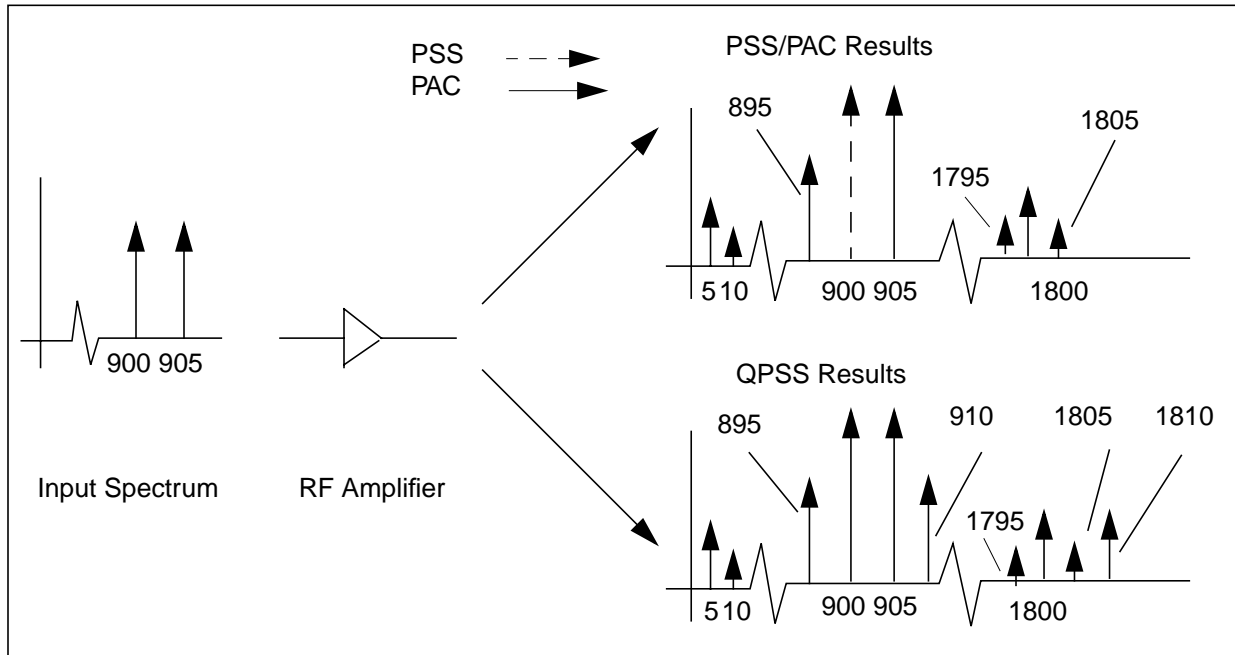 PSS
PAC
PSS/PAC Results
895
1805
1795
5 10
900 905
1800
900 905
Input Spectrum
RF Amplifier
QPSS Results
895
910
1805
1810
1795
5 10
900 905
1800